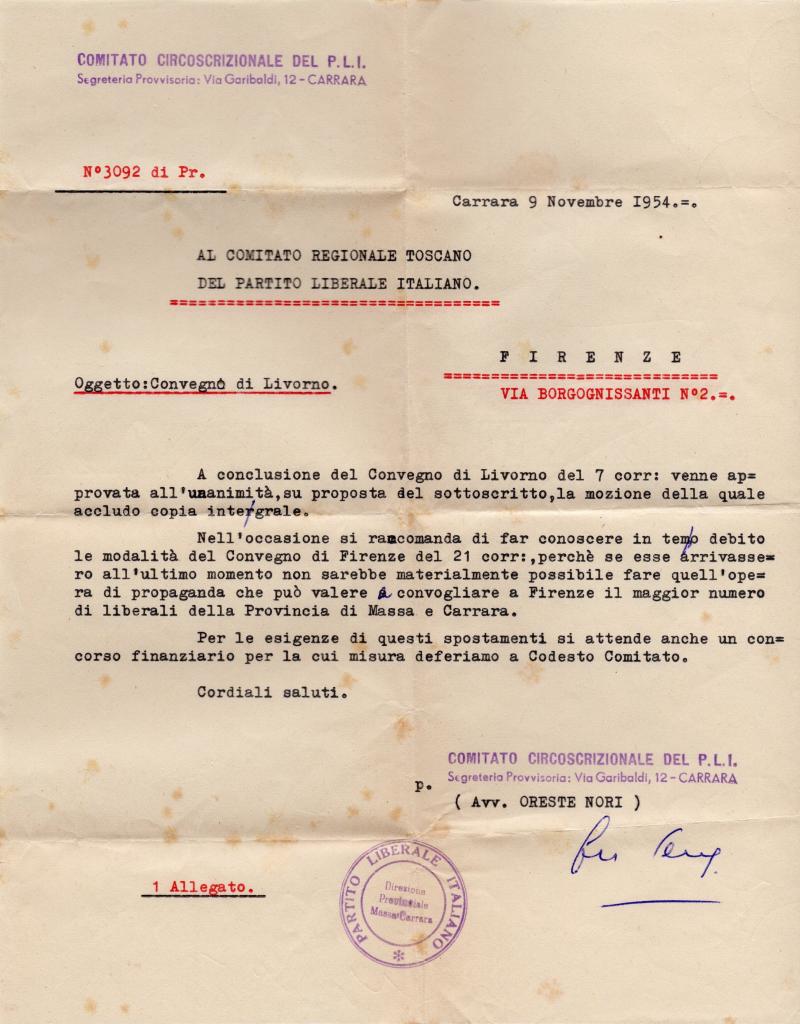 COMITATO CIRCOSCRIZIONALE DEL P.L.I.
Segreteria Provvisoria: Via Garibaldi, 12 - CARRARA
N°3092 di Pr.
Carrara 9 Novembre I954.=.
AL COMITATO REGIONALE TOSCANO
DEL PARTITO LIBERALE ITALIANO.
===================================
F I R E N Z E
=============================
Oggetto:Convegno di Livorno.
VIA BORGOGNISSANTI N°2.=.
A conclusione del Convegno di Livorno del 7 corr: venne ap=
provata all'unanimità,su proposta del sottoscritto,la mozione della quale
accludo copia integrale.
Nell'occasione si raccomanda di far conoscere in tempo debito
le modalità del Convegno di Firenze del 21 corr:,perchè se esse arrivasse=
ro all'ultimo momento non sarebbe materialmente possibile fare quell'ope=
ra di propaganda che può valere a convogliare a Firenze il maggior numero
di liberali della Provincia di Massa e Carrara.
Per le esigenze di questi spostamenti si attende anche un con=
corso finanziario per la cui misura deferiamo a Codesto Comitato.
Cordiali saluti.
COMITATO CIRCOSCRIZIONALE DEL P.L.I.
Segreteria Provvisoria: Via Garibaldi, 12 - CARRARA
p.
( Avv. ORESTE NORI )
1 Allegato.
PARTITO LIBERALE ITALIANO
Direzione
Provinciale
Massa-Carrara